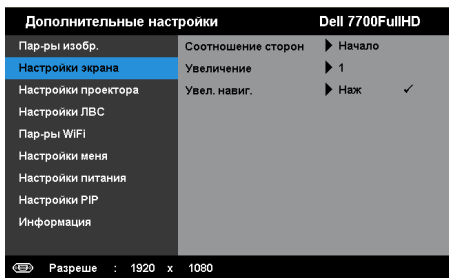 Дополнительные настройки Dell 7700FullHD
Пар-ры изобр. Соотношение сторон Начало
Настройки экрана Увеличение 1
Настройки проектора Увел. навиг. Наж ✓
Настройки ЛВС
Пар-ры WiFi
Настройки меня
Настройки питания
Настройки PIP
Информация
Разреше : 1920 x 1080